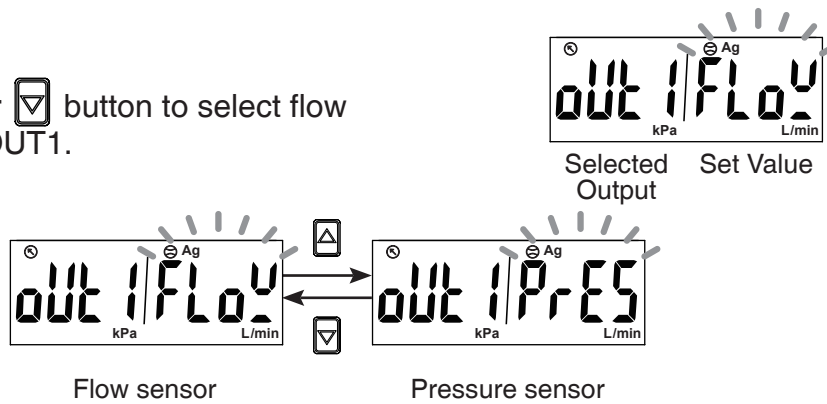 Ag
oUt 1 FLoW
kPa L/min
Selected Set Value
Output
r button to select flow
OUT1.
Ag
oUt 1 FLoW
kPa L/min
Ag
oUt 1 PrES
kPa L/min
Flow sensor Pressure sensor